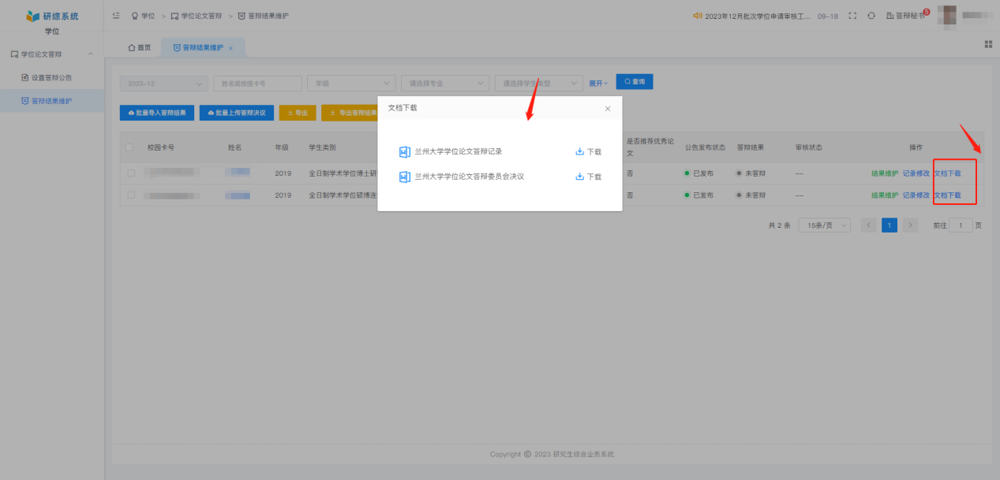 研综系统
学位
学位 > 学位论文答辩 > 答辩结果维护
2023年12月批次学位申请审核工... 09-18
答辩秘书
5
学位论文答辩
设置答辩公告
答辩结果维护
首页
答辩结果维护 ×
2023-12
姓名或校园卡号
年级
请选择专业
请选择学生类型
展开
查询
批量导入答辩结果
批量上传答辩决议
导出
导出答辩结果
文档下载 ×
兰州大学学位论文答辩记录 下载
兰州大学学位论文答辩委员会决议 下载
校园卡号 姓名 年级 学生类别 是否推荐优秀论文 公告发布状态 答辩结果 审核状态 操作
2019 全日制学术学位博士研 否 已发布 未答辩 -- 结果维护 记录修改 文档下载
2019 全日制学术学位硕博连 否 已发布 未答辩 -- 结果维护 记录修改 文档下载
共 2 条 15条/页 < 1 > 前往 1 页
Copyright © 2023 研究生综合业务系统